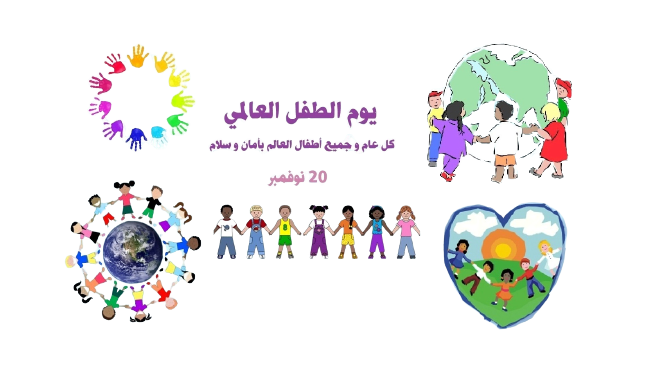 يوم الطفل العالمي
كل عام و جميع أطفال العالم بأمان و سلام
20 نوفمبر